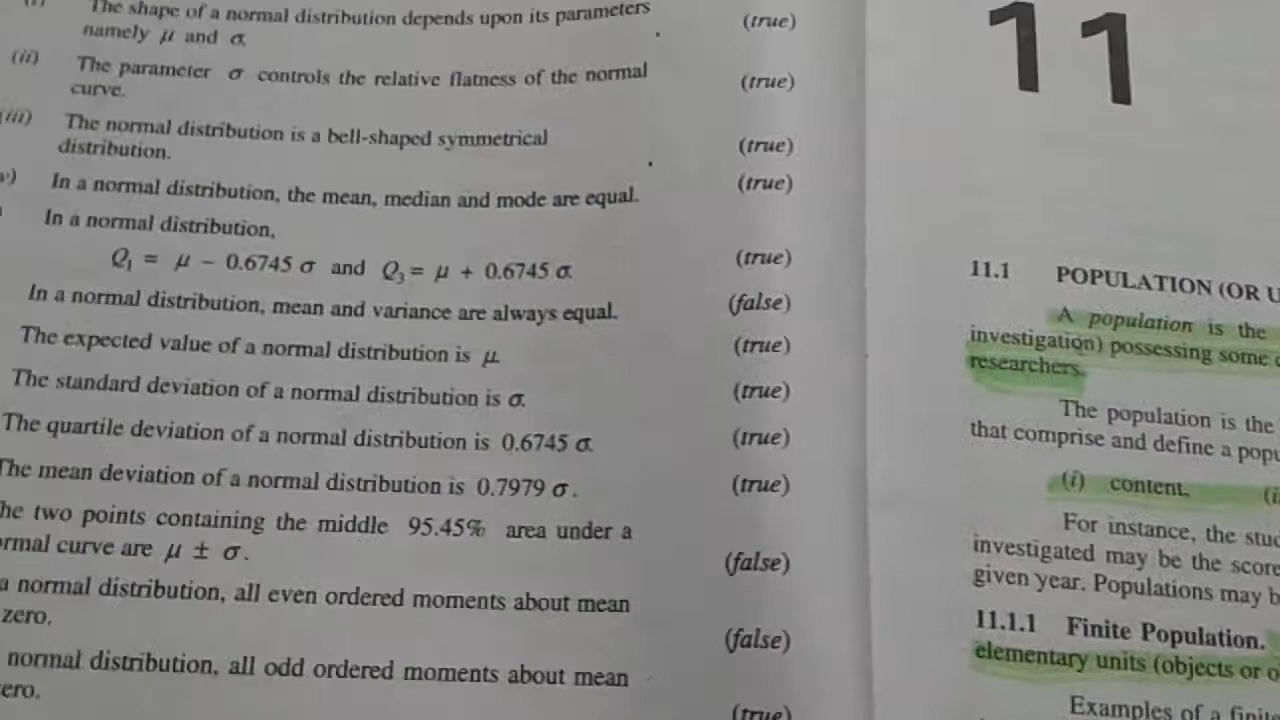 The shape of a normal distribution depends upon its parameters (true)
namely μ and σ.
(ii) The parameter σ controls the relative flatness of the normal (true)
curve.
(iii) The normal distribution is a bell-shaped symmetrical (true)
distribution.
In a normal distribution, the mean, median and mode are equal. (true)
In a normal distribution,
Q₁ = μ − 0.6745 σ and Q₃ = μ + 0.6745 σ. (true)
In a normal distribution, mean and variance are always equal. (false)
The expected value of a normal distribution is μ. (true)
The standard deviation of a normal distribution is σ. (true)
The quartile deviation of a normal distribution is 0.6745 σ. (true)
The mean deviation of a normal distribution is 0.7979 σ. (true)
he two points containing the middle 95.45% area under a
ormal curve are μ ± σ. (false)
a normal distribution, all even ordered moments about mean
zero. (false)
normal distribution, all odd ordered moments about mean
ero. (true)
11
11.1 POPULATION (OR U
A population is the
investigation) possessing some
researchers.
The population is the
that comprise and define a popu
(i) content, (i
For instance, the stud
investigated may be the score
given year. Populations may b
11.1.1 Finite Population.
elementary units (objects or o
Examples of a finite